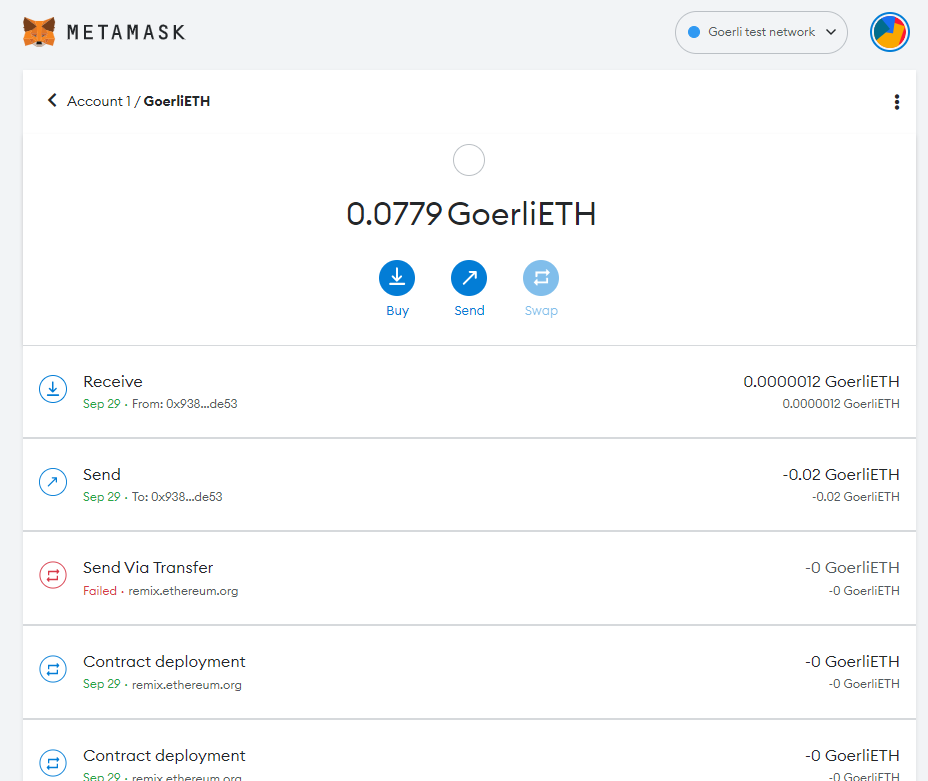 METAMASK
Goerli test network
Account 1 / GoerliETH
0.0779 GoerliETH
Buy
Send
Swap
Receive
0.0000012 GoerliETH
Sep 29 · From: 0x938...de53
0.0000012 GoerliETH
Send
-0.02 GoerliETH
Sep 29 · To: 0x938...de53
-0.02 GoerliETH
Send Via Transfer
-0 GoerliETH
Failed · remix.ethereum.org
-0 GoerliETH
Contract deployment
-0 GoerliETH
Sep 29 · remix.ethereum.org
-0 GoerliETH
Contract deployment
-0 GoerliETH
Sep 29 · remix.ethereum.org
-0 GoerliETH